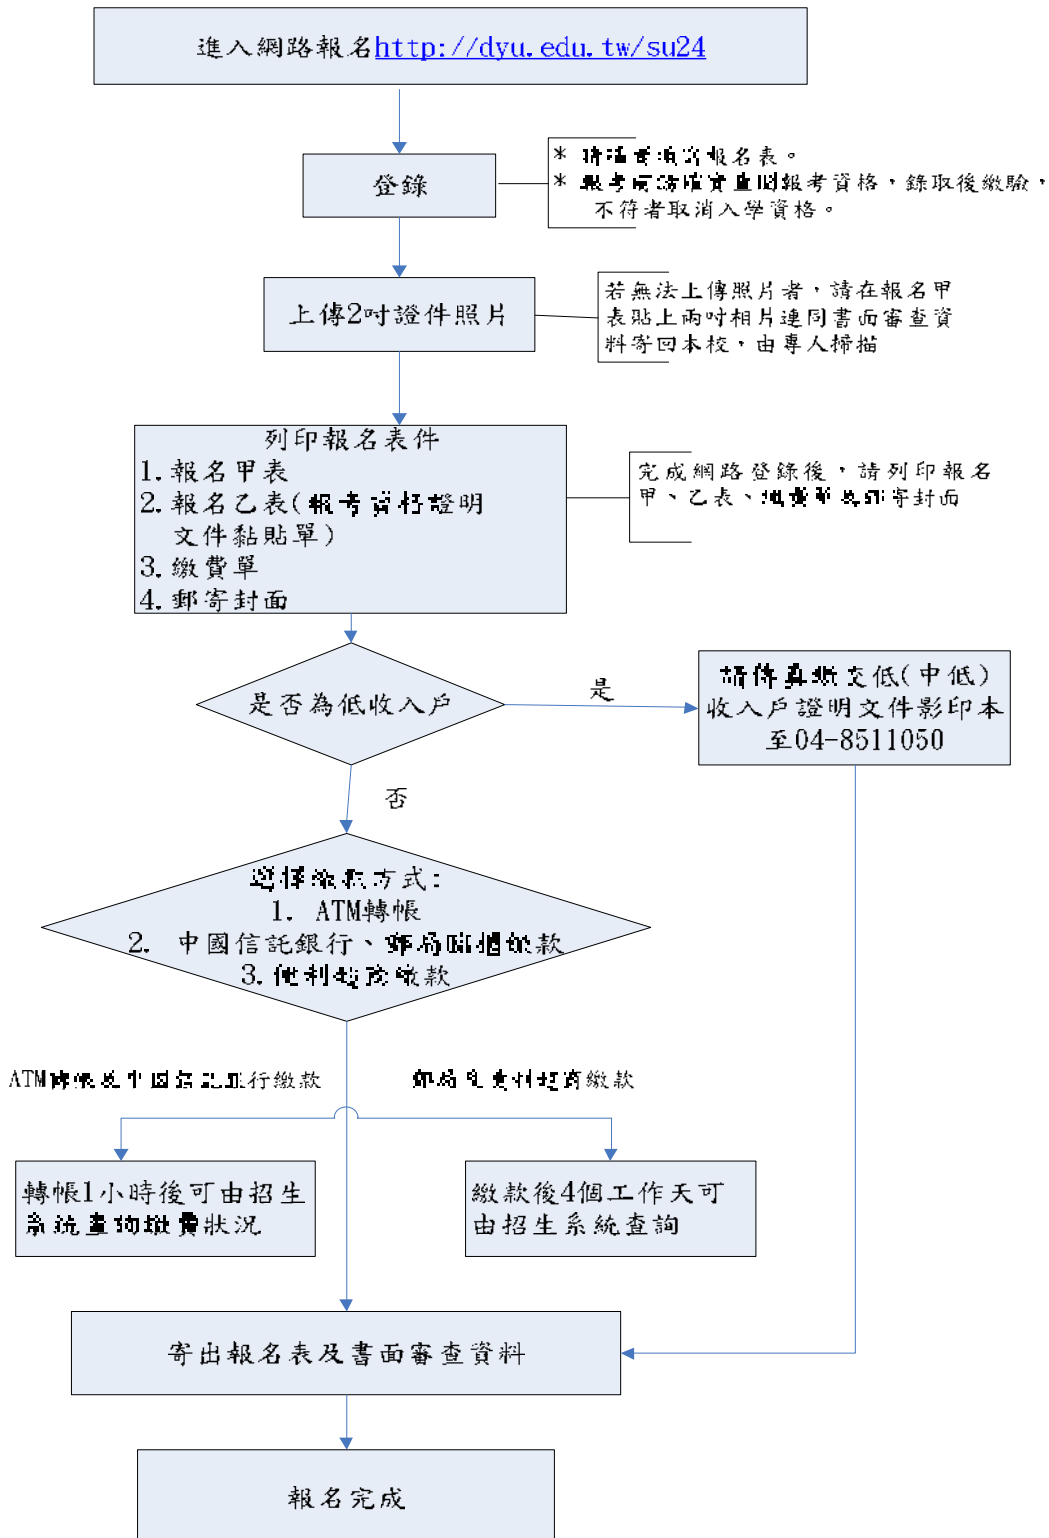 進入網路報名http://dyu.edu.tw/su24
登錄
* 請確實填寫報名表。
* 報考前請確實查閱報考資格，錄取後繳驗，
不符者取消入學資格。
上傳2吋證件照片
若無法上傳照片者，請在報名甲
表貼上兩吋相片連同書面審查資
料寄回本校，由專人掃描
列印報名表件
1.報名甲表
2.報名乙表(報考資格證明
文件黏貼單)
3.繳費單
4.郵寄封面
完成網路登錄後，請列印報名
甲、乙表、繳費單及郵寄封面
是否為低收入戶
是
請傳真繳交低(中低)
收入戶證明文件影印本
至04-8511050
否
選擇繳款方式:
1. ATM轉帳
2. 中國信託銀行、郵局臨櫃繳款
3.便利超商繳款
ATM轉帳及中國信託銀行繳款
郵局及便利超商繳款
轉帳1小時後可由招生
系統查詢繳費狀況
繳款後4個工作天可
由招生系統查詢
寄出報名表及書面審查資料
報名完成